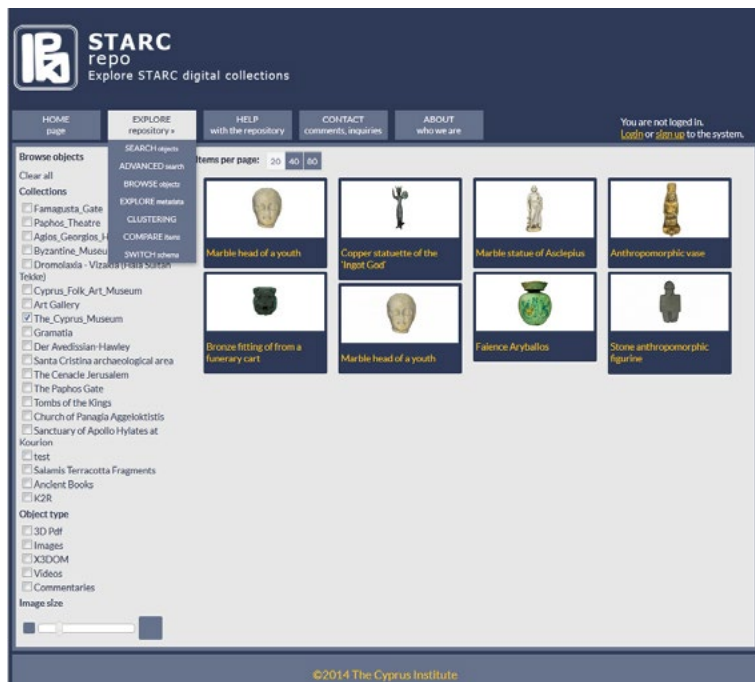 STARC
repo
Explore STARC digital collections
HOME
page
EXPLORE
repository »
HELP
with the repository
CONTACT
comments, inquiries
ABOUT
who we are
You are not loged in.
Login or sign up to the system.
SEARCH objects
ADVANCED search
BROWSE objects
EXPLORE metadata
CLUSTERING
COMPARE items
SWITCH schema
Browse objects
Clear all
Collections
Famagusta_Gate
Paphos_Theatre
Agios_Georgios_H
Byzantine_Museu
Dromolaxia - Vizakia (Hala Sultan
Tekke)
Cyprus_Folk_Art_Museum
Art Gallery
The_Cyprus_Museum
Gramatia
Der Avedissian-Hawley
Santa Cristina archaeological area
The Cenacle Jerusalem
The Paphos Gate
Tombs of the Kings
Church of Panagia Aggeloktistis
Sanctuary of Apollo Hylates at
Kourion
test
Salamis Terracotta Fragments
Ancient Books
K2R
Object type
3D Pdf
Images
X3DOM
Videos
Commentaries
Image size
Items per page: 20 40 80
Marble head of a youth
Copper statuette of the
'Ingot God'
Marble statue of Asclepius
Anthropomorphic vase
Bronze fitting of from a
funerary cart
Marble head of a youth
Faience Aryballos
Stone anthropomorphic
figurine
©2014 The Cyprus Institute